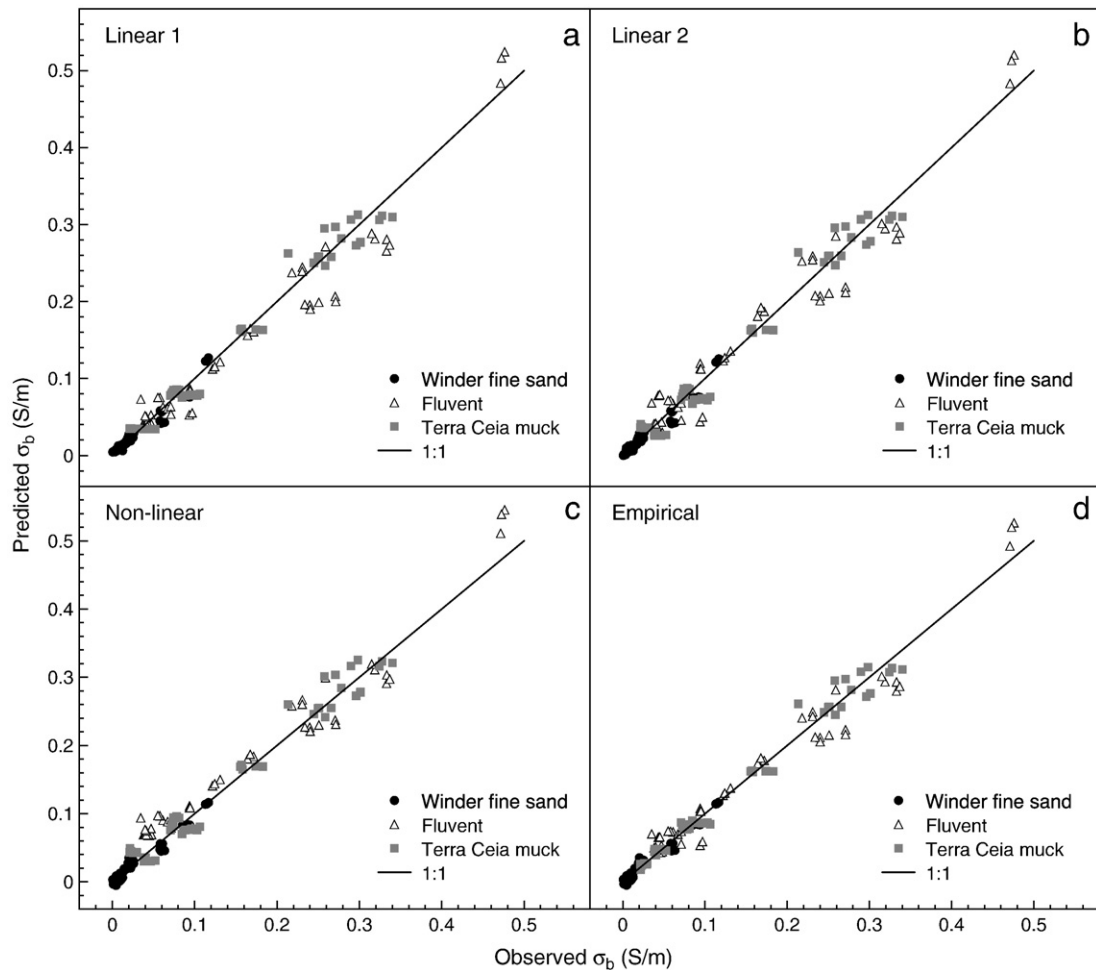 Linear 1 a
0.5
0.4
0.3
0.2
0.1
0
Winder fine sand
Fluvent
Terra Ceia muck
1:1
Linear 2 b
Winder fine sand
Fluvent
Terra Ceia muck
1:1
Predicted σb (S/m)
Non-linear c
0.5
0.4
0.3
0.2
0.1
0
Winder fine sand
Fluvent
Terra Ceia muck
1:1
0 0.1 0.2 0.3 0.4 0.5
Empirical d
Winder fine sand
Fluvent
Terra Ceia muck
1:1
0 0.1 0.2 0.3 0.4 0.5
Observed σb (S/m)